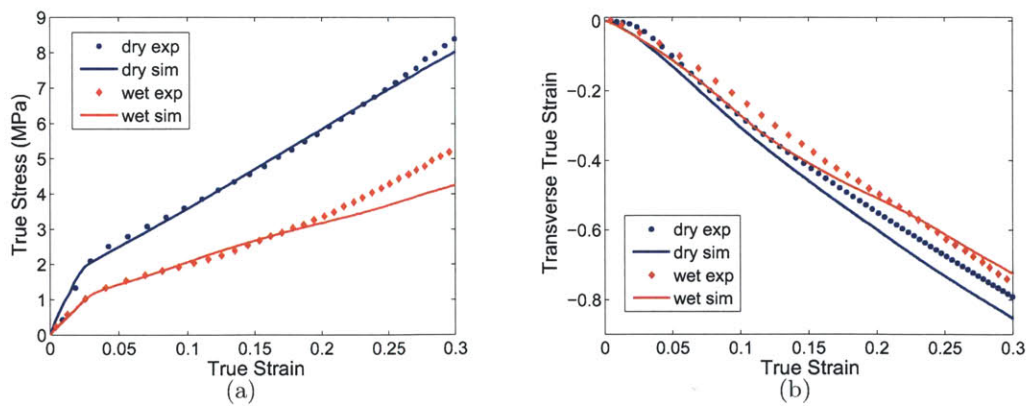 9
8
7
6
5
4
3
2
1
0
True Stress (MPa)
dry exp
dry sim
wet exp
wet sim
0 0.05 0.1 0.15 0.2 0.25 0.3
True Strain
(a)
0
−0.2
−0.4
−0.6
−0.8
Transverse True Strain
dry exp
dry sim
wet exp
wet sim
0 0.05 0.1 0.15 0.2 0.25 0.3
True Strain
(b)